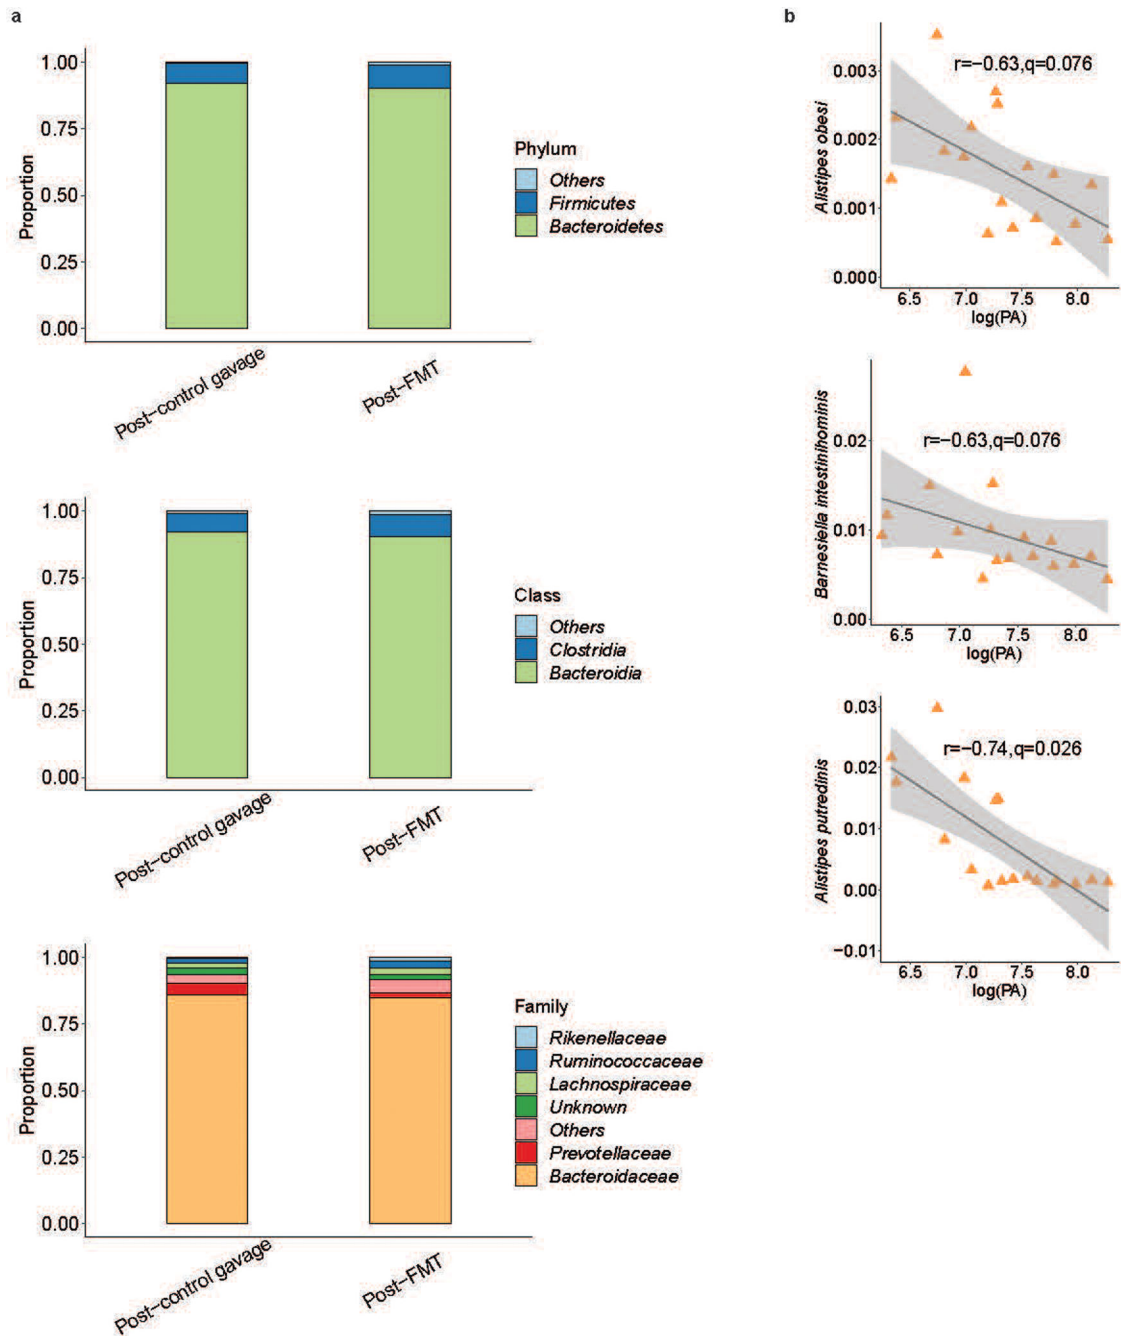 a
Proportion
1.00
0.75
0.50
0.25
0.00
Post-control gavage
Post-FMT
Phylum
Others
Firmicutes
Bacteroidetes
Proportion
1.00
0.75
0.50
0.25
0.00
Post-control gavage
Post-FMT
Class
Others
Clostridia
Bacteroidia
Proportion
1.00
0.75
0.50
0.25
0.00
Post-control gavage
Post-FMT
Family
Rikenellaceae
Ruminococcaceae
Lachnospiraceae
Unknown
Others
Prevotellaceae
Bacteroidaceae
b
Alistipes obesi
r=-0.63,q=0.076
0.003
0.002
0.001
0.000
6.5 7.0 7.5 8.0
log(PA)
Barnesiella intestinihominis
r=-0.63,q=0.076
0.02
0.01
0.00
6.5 7.0 7.5 8.0
log(PA)
Alistipes putredinis
r=-0.74,q=0.026
0.03
0.02
0.01
0.00
-0.01
6.5 7.0 7.5 8.0
log(PA)